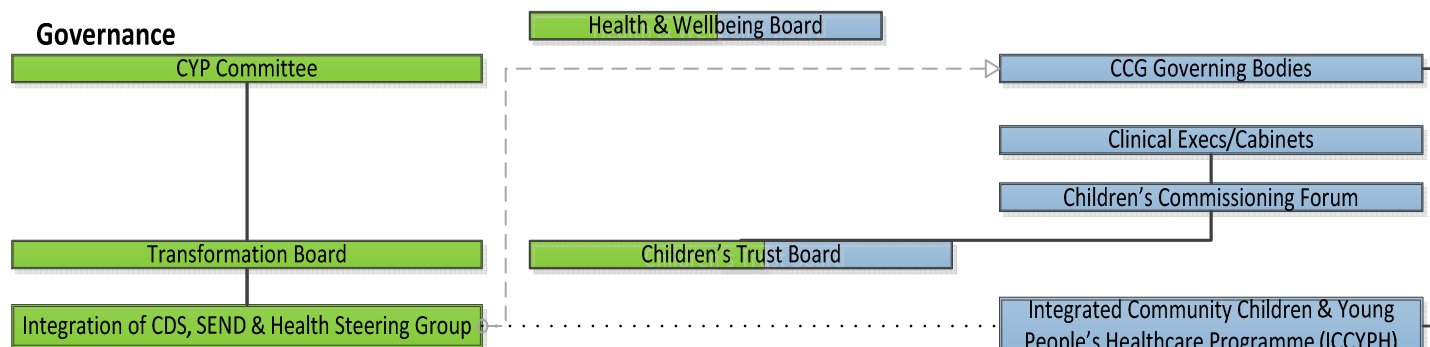 Governance
Health & Wellbeing Board
CYP Committee
CCG Governing Bodies
Clinical Execs/Cabinets
Children's Commissioning Forum
Transformation Board
Children's Trust Board
Integration of CDS, SEND & Health Steering Group
Integrated Community Children & Young
People's Healthcare Programme (ICCYPH)